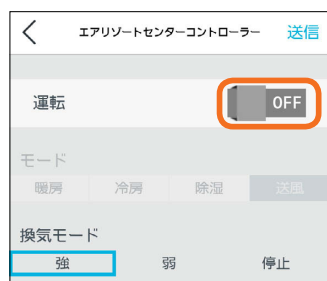 エアリゾートセンターコントローラー 送信
運転 OFF
モード
暖房 冷房 除湿 送風
換気モード
強 弱 停止